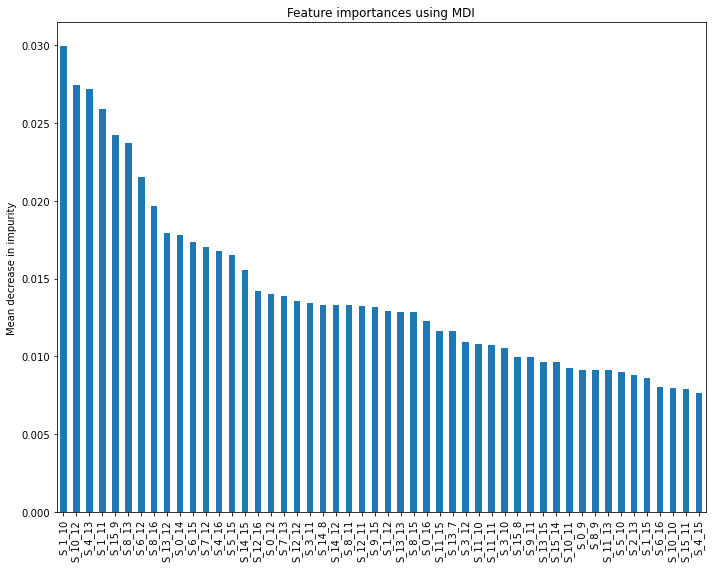 Feature importances using MDI
Mean decrease in impurity
0.030
0.025
0.020
0.015
0.010
0.005
0.000
S_1_10
S_10_12
S_4_13
S_1_11
S_15_9
S_8_13
S_6_12
S_8_16
S_13_12
S_0_14
S_6_15
S_7_12
S_4_16
S_5_15
S_14_15
S_12_16
S_0_12
S_7_13
S_12_12
S_3_11
S_14_8
S_14_12
S_8_11
S_12_11
S_9_15
S_1_12
S_13_13
S_8_15
S_0_16
S_11_15
S_13_7
S_3_12
S_11_10
S_11_11
S_3_10
S_15_8
S_9_11
S_13_15
S_15_14
S_10_11
S_0_9
S_8_9
S_11_13
S_5_10
S_2_13
S_1_15
S_6_16
S_10_10
S_15_11
S_4_15